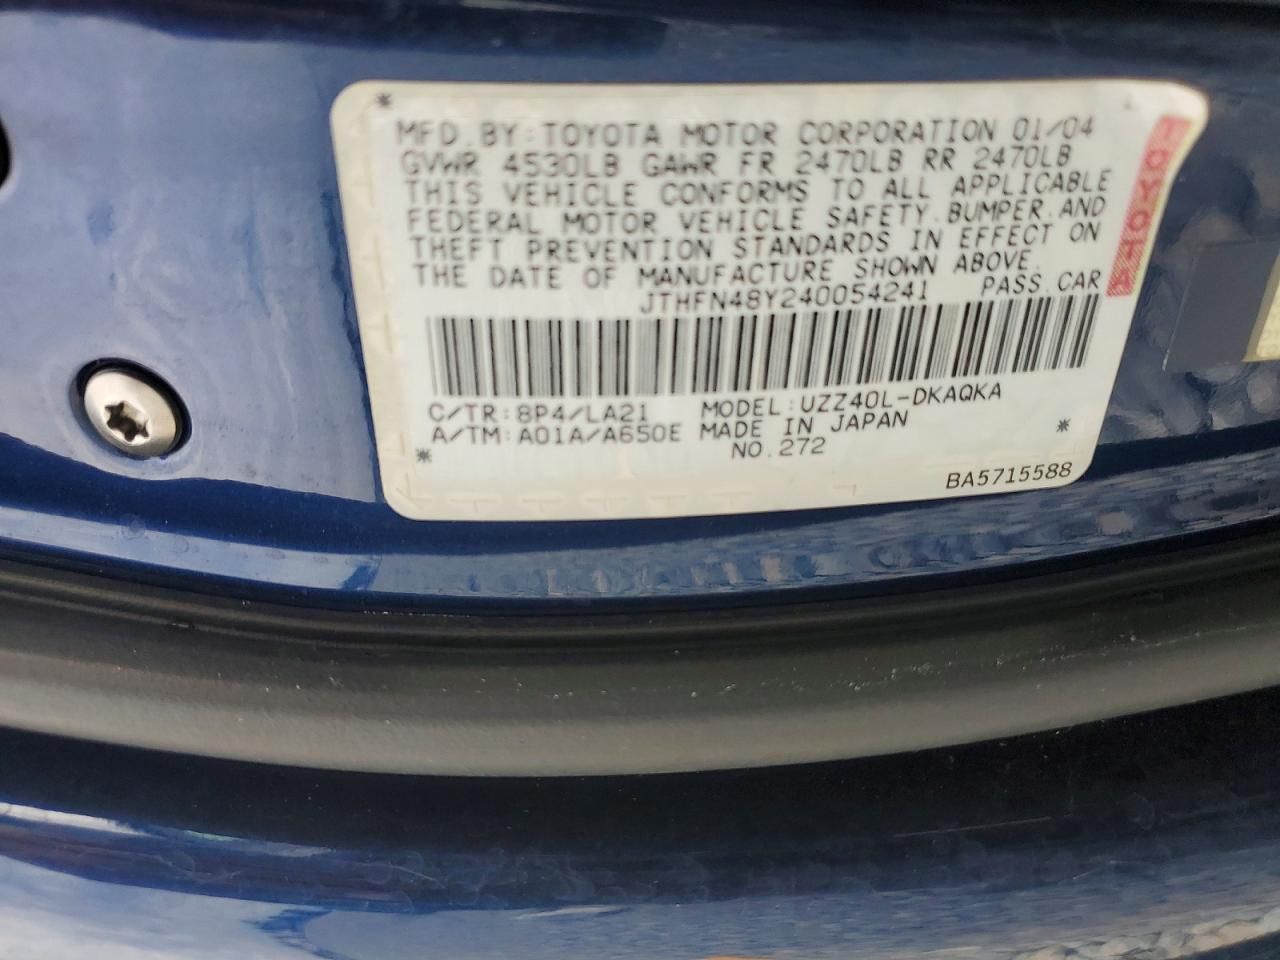 MFD.BY:TOYOTA MOTOR CORPORATION 01/04
GVWR 4530LB GAWR FR 2470LB RR 2470LB
THIS VEHICLE CONFORMS TO ALL APPLICABLE
FEDERAL MOTOR VEHICLE SAFETY.BUMPER.AND
THEFT PREVENTION STANDARDS IN EFFECT ON
THE DATE OF MANUFACTURE SHOWN ABOVE.
JTHFN48Y240054241 PASS.CAR
TOYOTA
C/TR:8P4/LA21 MODEL:UZZ40L-DKAQKA
A/TM:A01A/A650E MADE IN JAPAN
NO.272
BA5715588